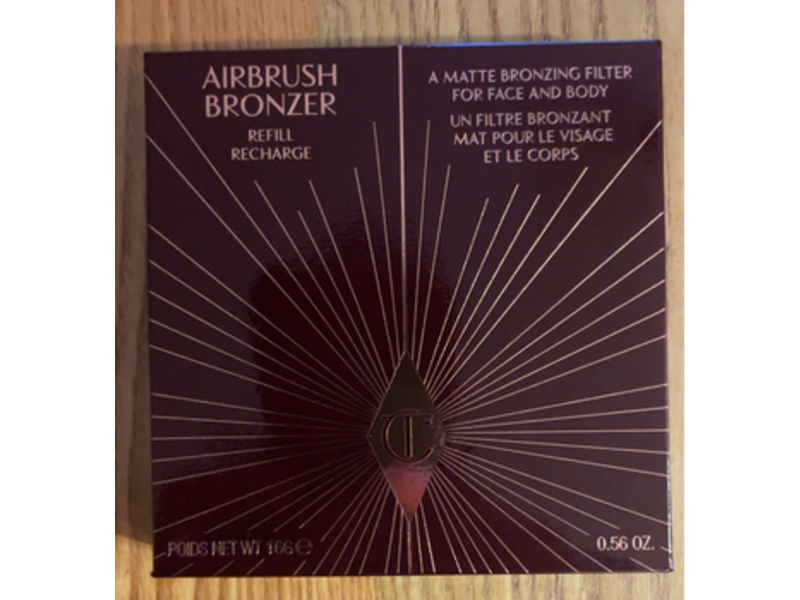 AIRBRUSH
BRONZER
REFILL
RECHARGE
A MATTE BRONZING FILTER
FOR FACE AND BODY
UN FILTRE BRONZANT
MAT POUR LE VISAGE
ET LE CORPS
CT
POIDS NET WT 16G ℮
0.56 OZ.